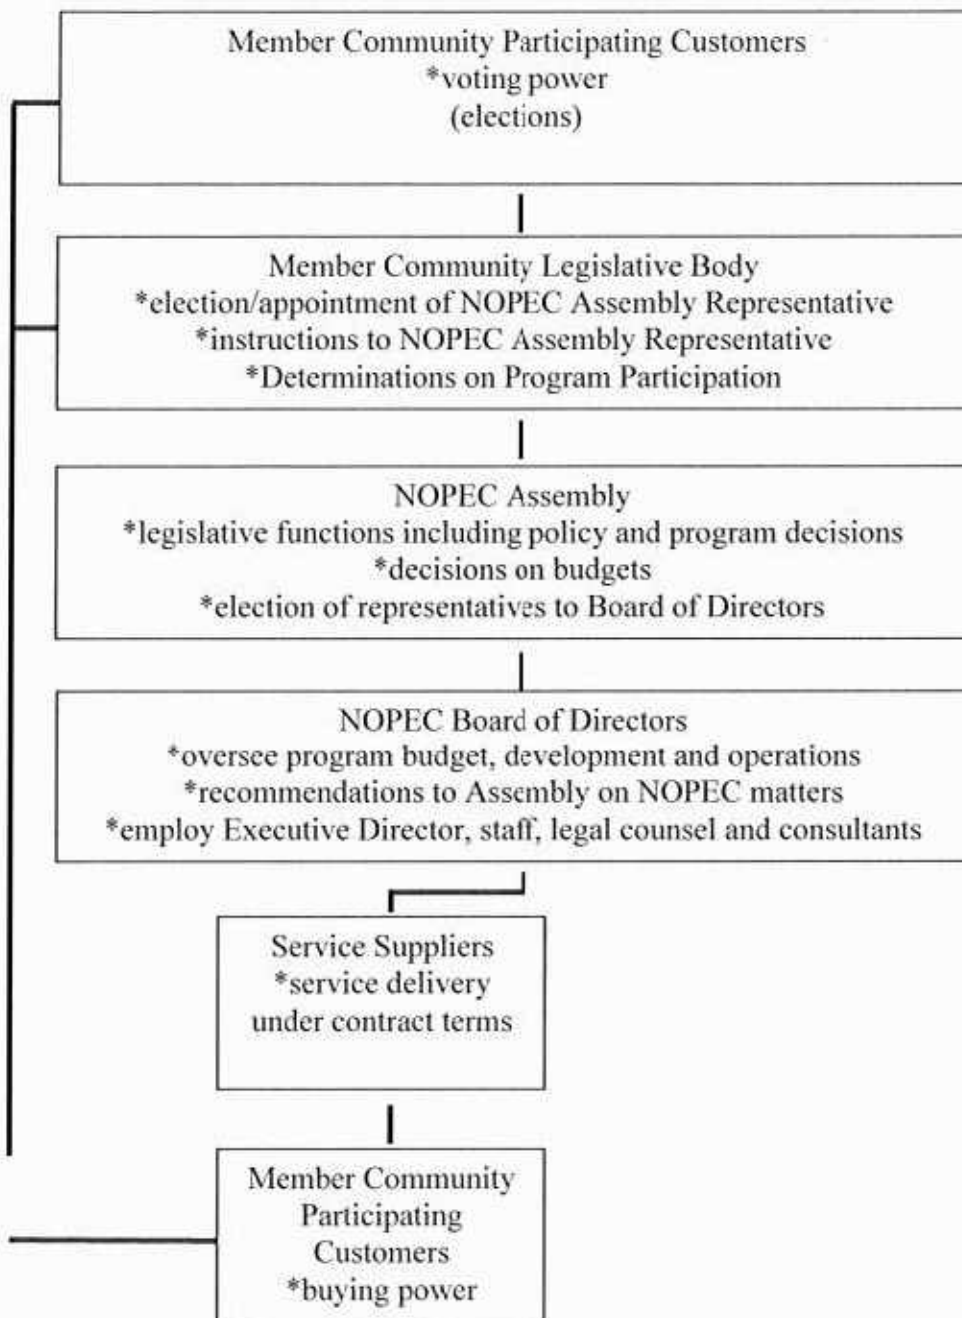 Member Community Participating Customers
*voting power
(elections)
Member Community Legislative Body
*election/appointment of NOPEC Assembly Representative
*instructions to NOPEC Assembly Representative
*Determinations on Program Participation
NOPEC Assembly
*legislative functions including policy and program decisions
*decisions on budgets
*election of representatives to Board of Directors
NOPEC Board of Directors
*oversee program budget, development and operations
*recommendations to Assembly on NOPEC matters
*employ Executive Director, staff, legal counsel and consultants
Service Suppliers
*service delivery
under contract terms
Member Community
Participating
Customers
*buying power